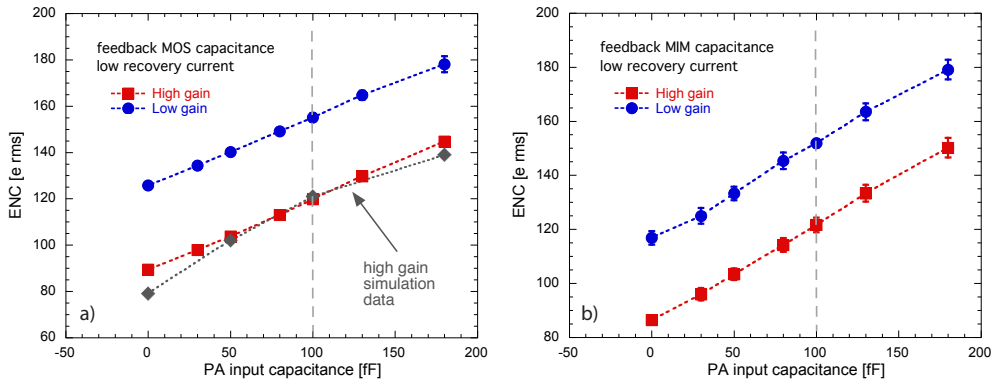 200
180
160
140
120
100
80
60
ENC [e rms]
feedback MOS capacitance
low recovery current
High gain
Low gain
high gain
simulation
data
a)
-50 0 50 100 150 200
PA input capacitance [fF]
200
180
160
140
120
100
80
ENC [e rms]
feedback MIM capacitance
low recovery current
High gain
Low gain
b)
-50 0 50 100 150 200
PA input capacitance [fF]